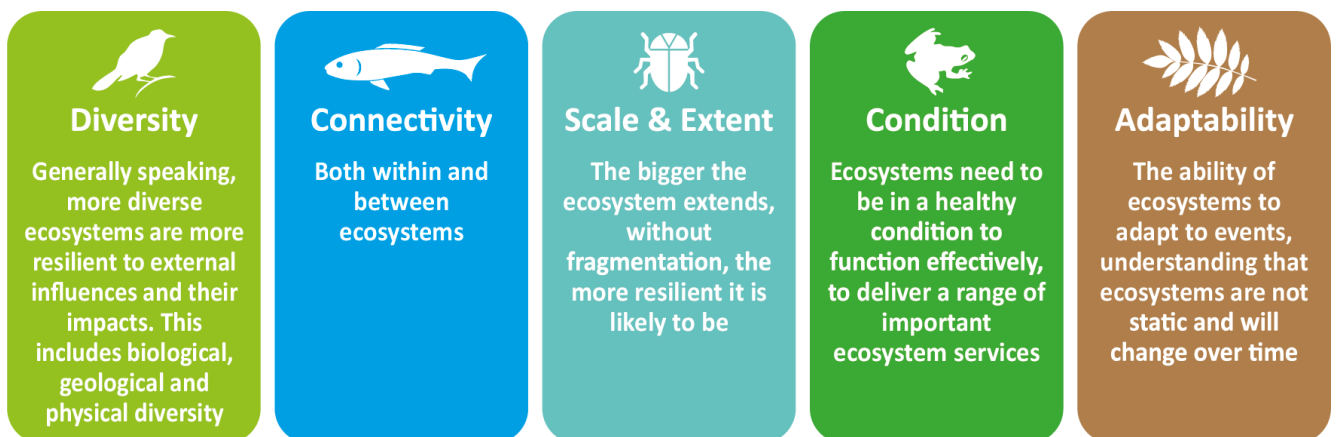 Diversity
Generally speaking,
more diverse
ecosystems are more
resilient to external
influences and their
impacts. This
includes biological,
geological and
physical diversity
Connectivity
Both within and
between
ecosystems
Scale & Extent
The bigger the
ecosystem extends,
without
fragmentation, the
more resilient it is
likely to be
Condition
Ecosystems need to
be in a healthy
condition to
function effectively,
to deliver a range of
important
ecosystem services
Adaptability
The ability of
ecosystems to
adapt to events,
understanding that
ecosystems are not
static and will
change over time